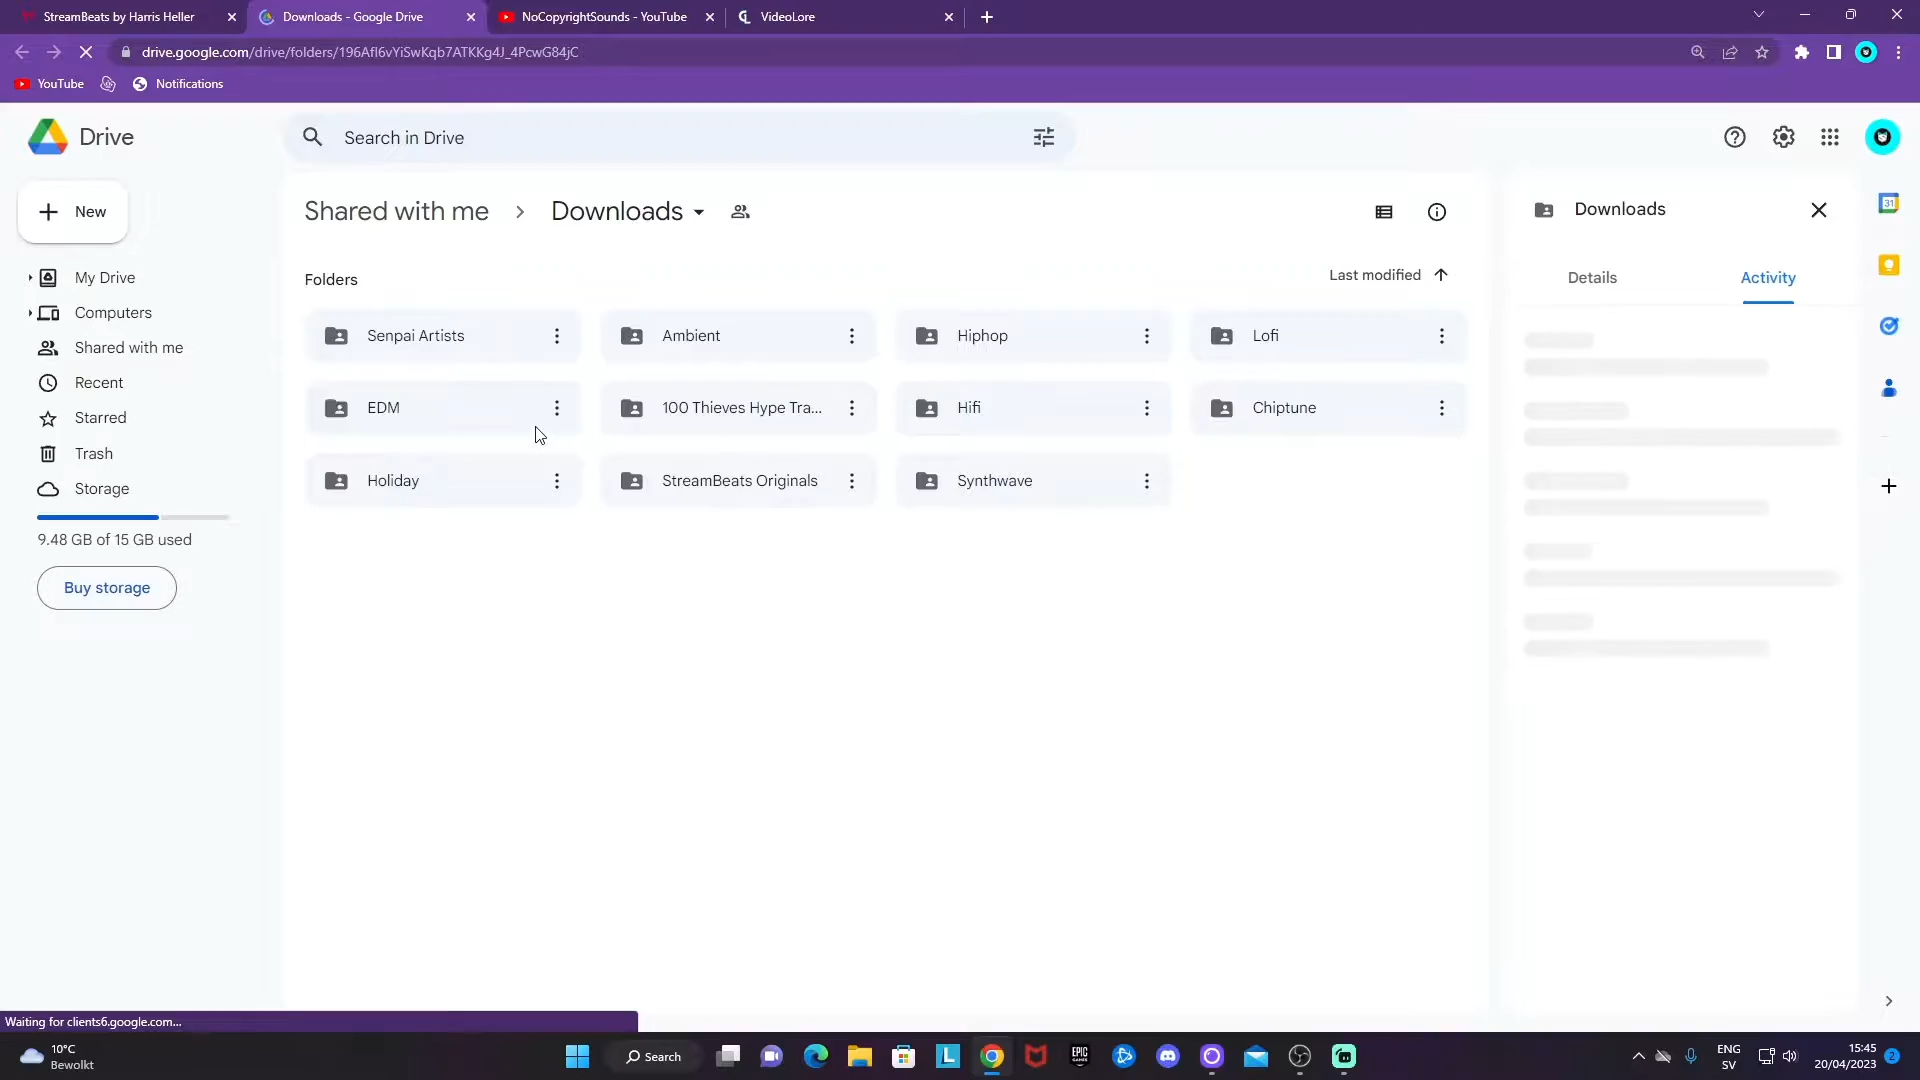 StreamBeats by Harris Heller
Downloads - Google Drive
NoCopyrightSounds - YouTube
VideoLore
drive.google.com/drive/folders/196Afl6vYiSwKqb7ATKKg4J_4PcwG84jC
YouTube
Notifications
Drive
Search in Drive
New
Shared with me
Downloads
Downloads
Details
Activity
My Drive
Computers
Shared with me
Recent
Starred
Trash
Storage
9.48 GB of 15 GB used
Buy storage
Folders
Last modified
Senpai Artists
Ambient
Hiphop
Lofi
EDM
100 Thieves Hype Tra...
Hifi
Chiptune
Holiday
StreamBeats Originals
Synthwave
31
Waiting for clients6.google.com...
10°C
Bewolkt
Search
L
EPIC
GAMES
ENG
SV
15:45
20/04/2023
2